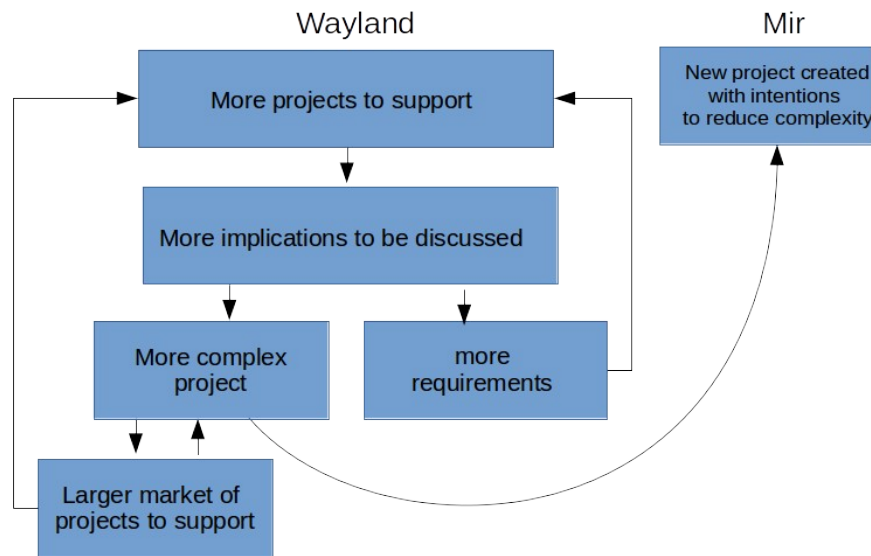 Wayland
Mir
More projects to support
New project created
with intentions
to reduce complexity
More implications to be discussed
More complex
project
more
requirements
Larger market of
projects to support